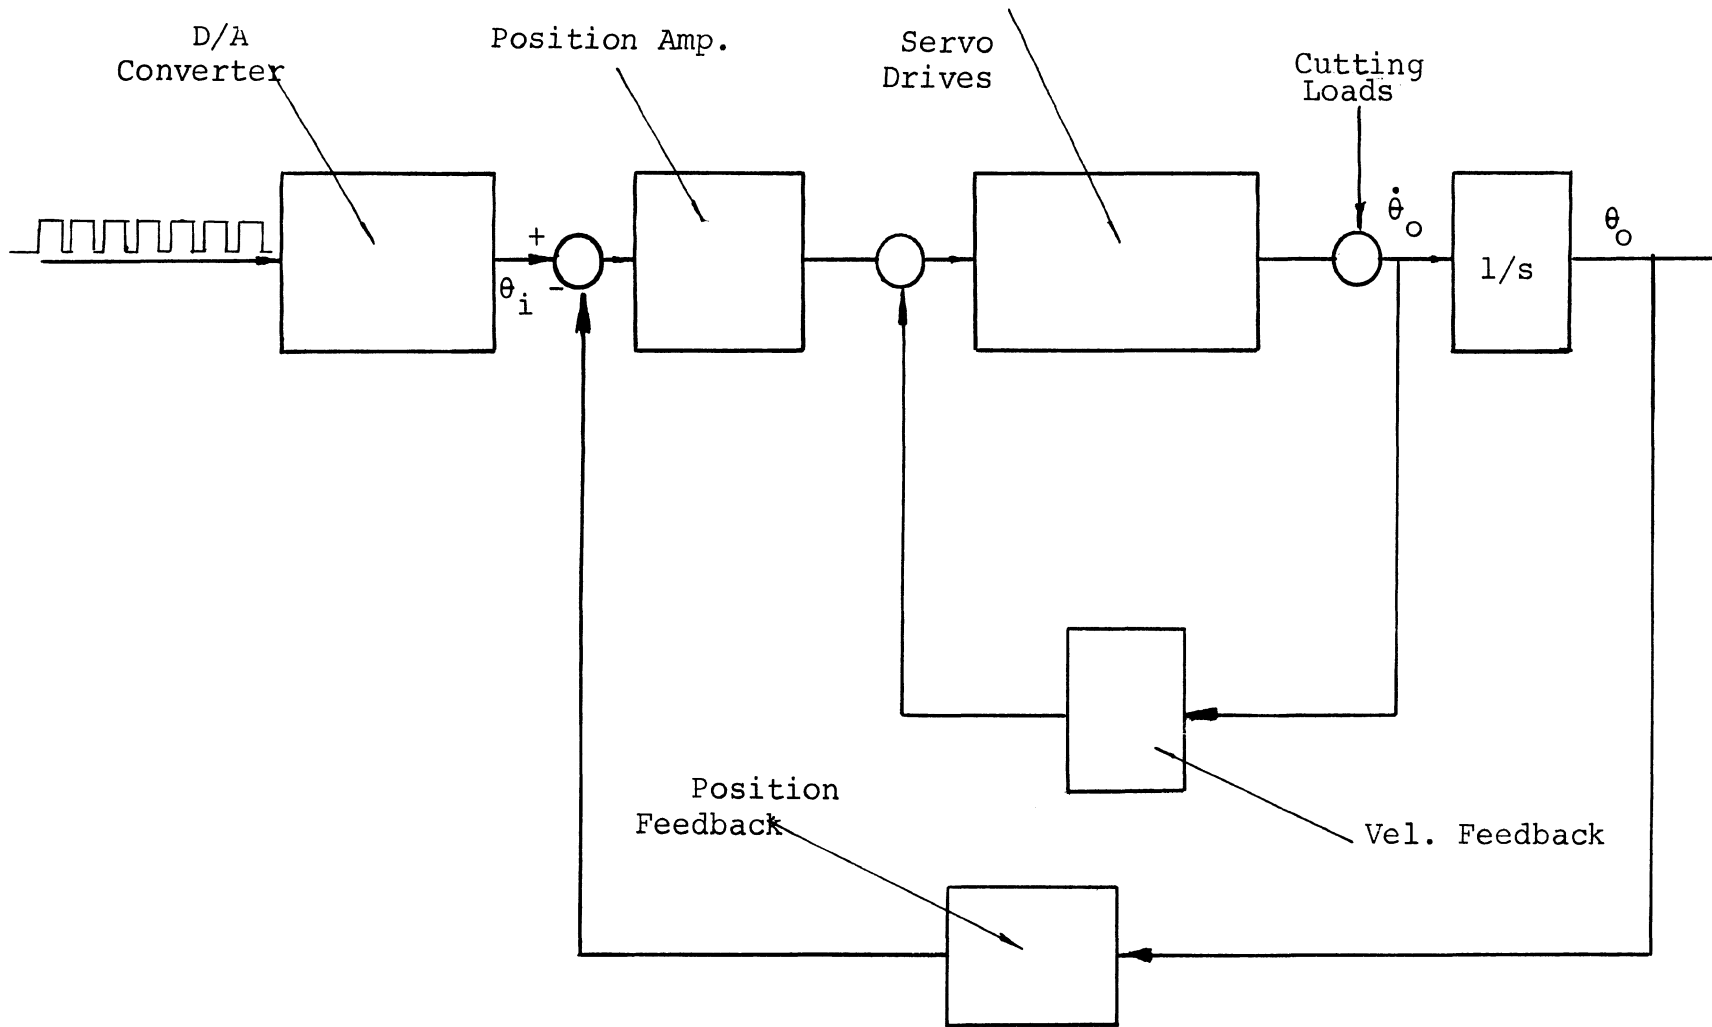 D/A
Converter
Position Amp.
Servo
Drives
Cutting
Loads
+
θi
-
θ̇o
1/s
θo
Position
Feedback
Vel. Feedback